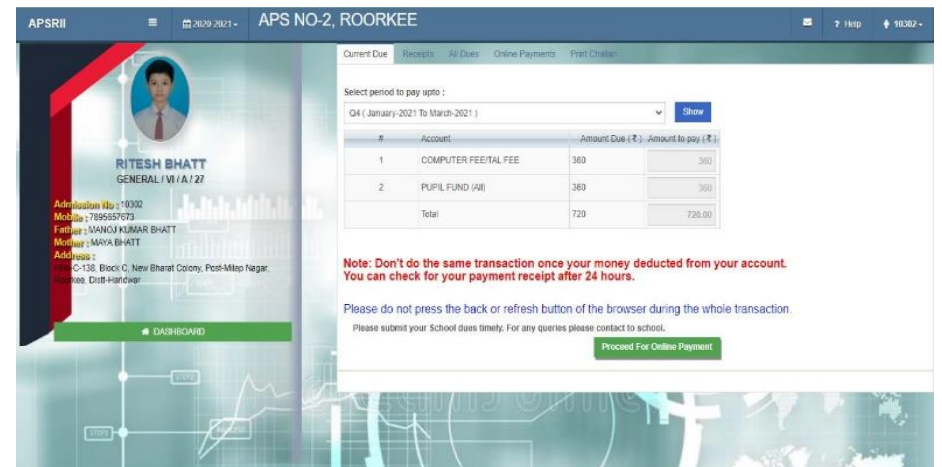 APSRII
2020-2021
APS NO-2, ROORKEE
? Help
10302
Current Due Receipts All Dues Online Payments Print Challan
RITESH BHATT
GENERAL / VI / A / 27
Admission No : 10302
Mobile : 7895657673
Father : MANOJ KUMAR BHATT
Mother : MAYA BHATT
Address :
C-138, Block C, New Bharat Colony, Post-Milap Nagar,
Roorkee, Distt-Haridwar
DASHBOARD
Select period to pay upto :
Q4 ( January-2021 To March-2021 ) Show
# Account Amount Due (₹) Amount to pay (₹)
1 COMPUTER FEE/TAL FEE 360 360
2 PUPIL FUND (All) 360 360
Total 720 720.00
Note: Don't do the same transaction once your money deducted from your account.
You can check for your payment receipt after 24 hours.
Please do not press the back or refresh button of the browser during the whole transaction.
Please submit your School dues timely. For any queries please contact to school.
Proceed For Online Payment
STEP2
STEP1